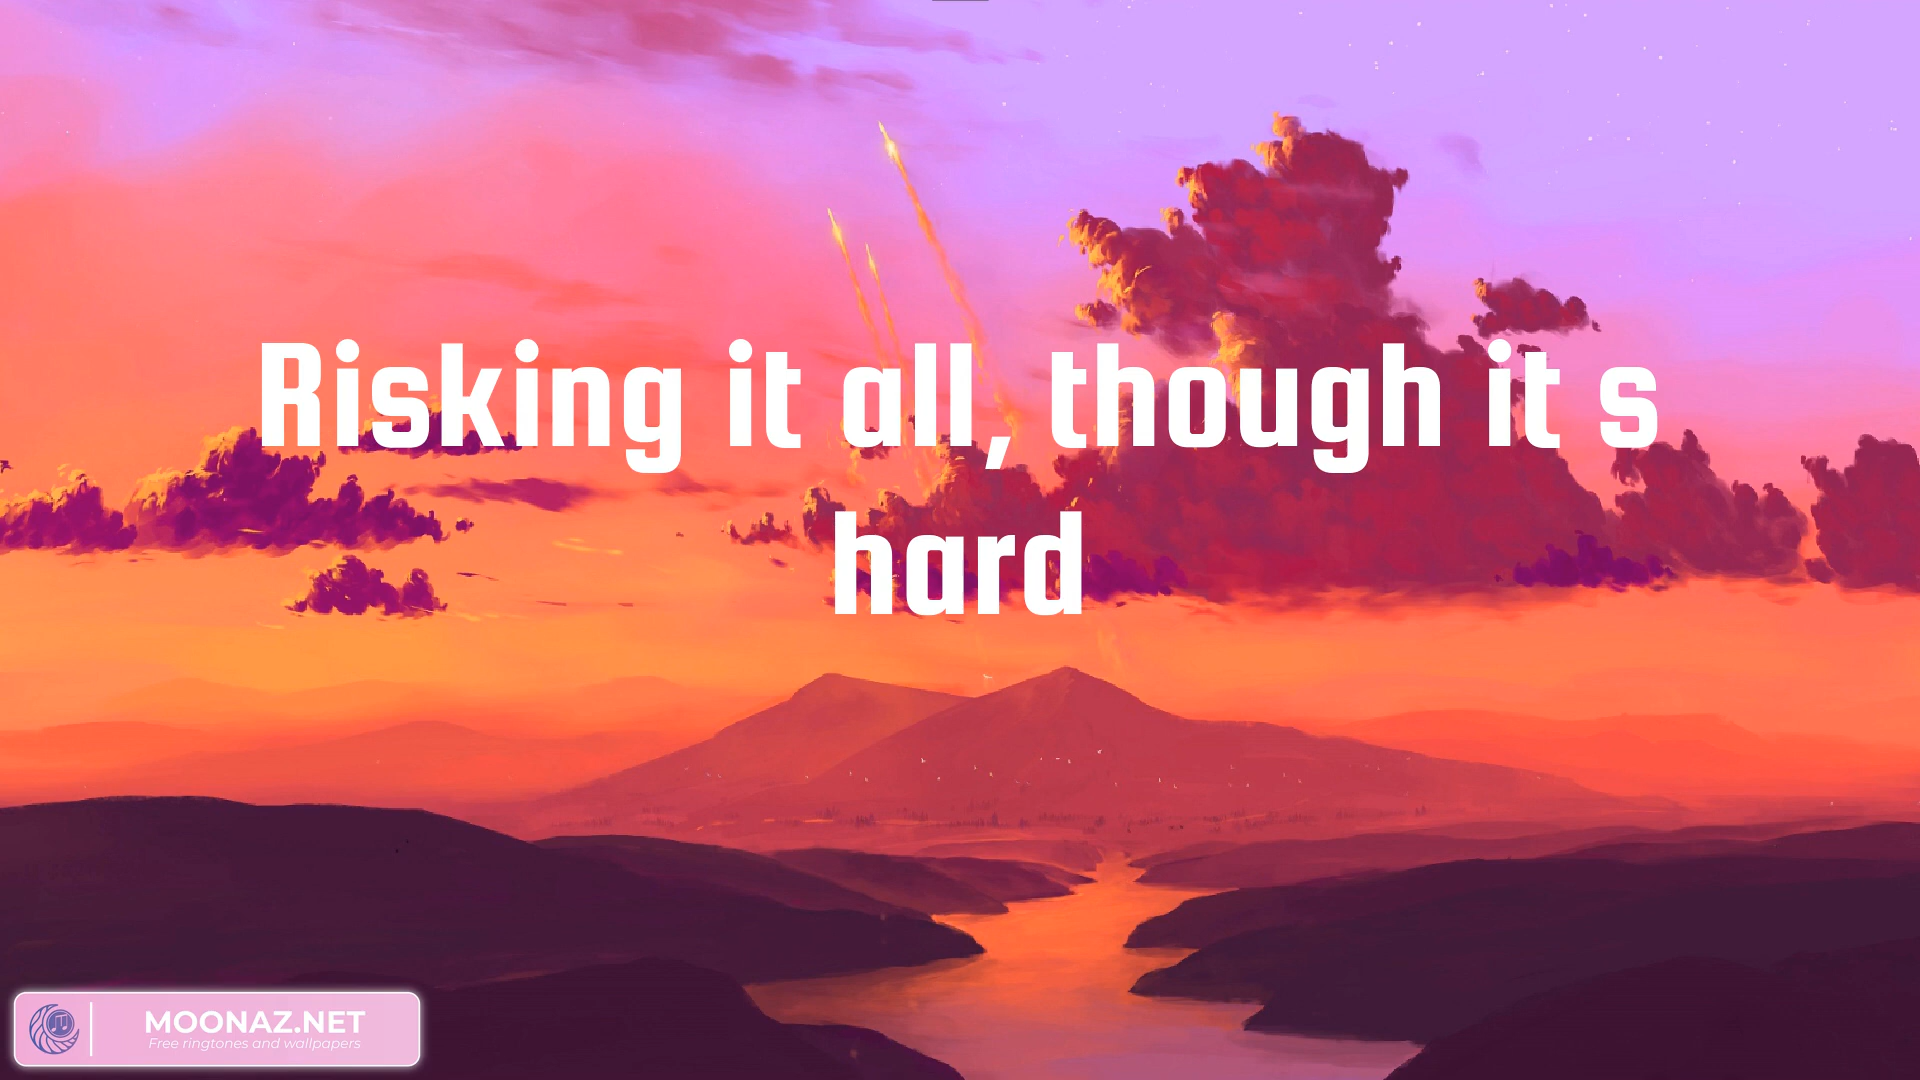 Risking it all, though it s
hard
MOONAZ.NET
Free ringtones and wallpapers